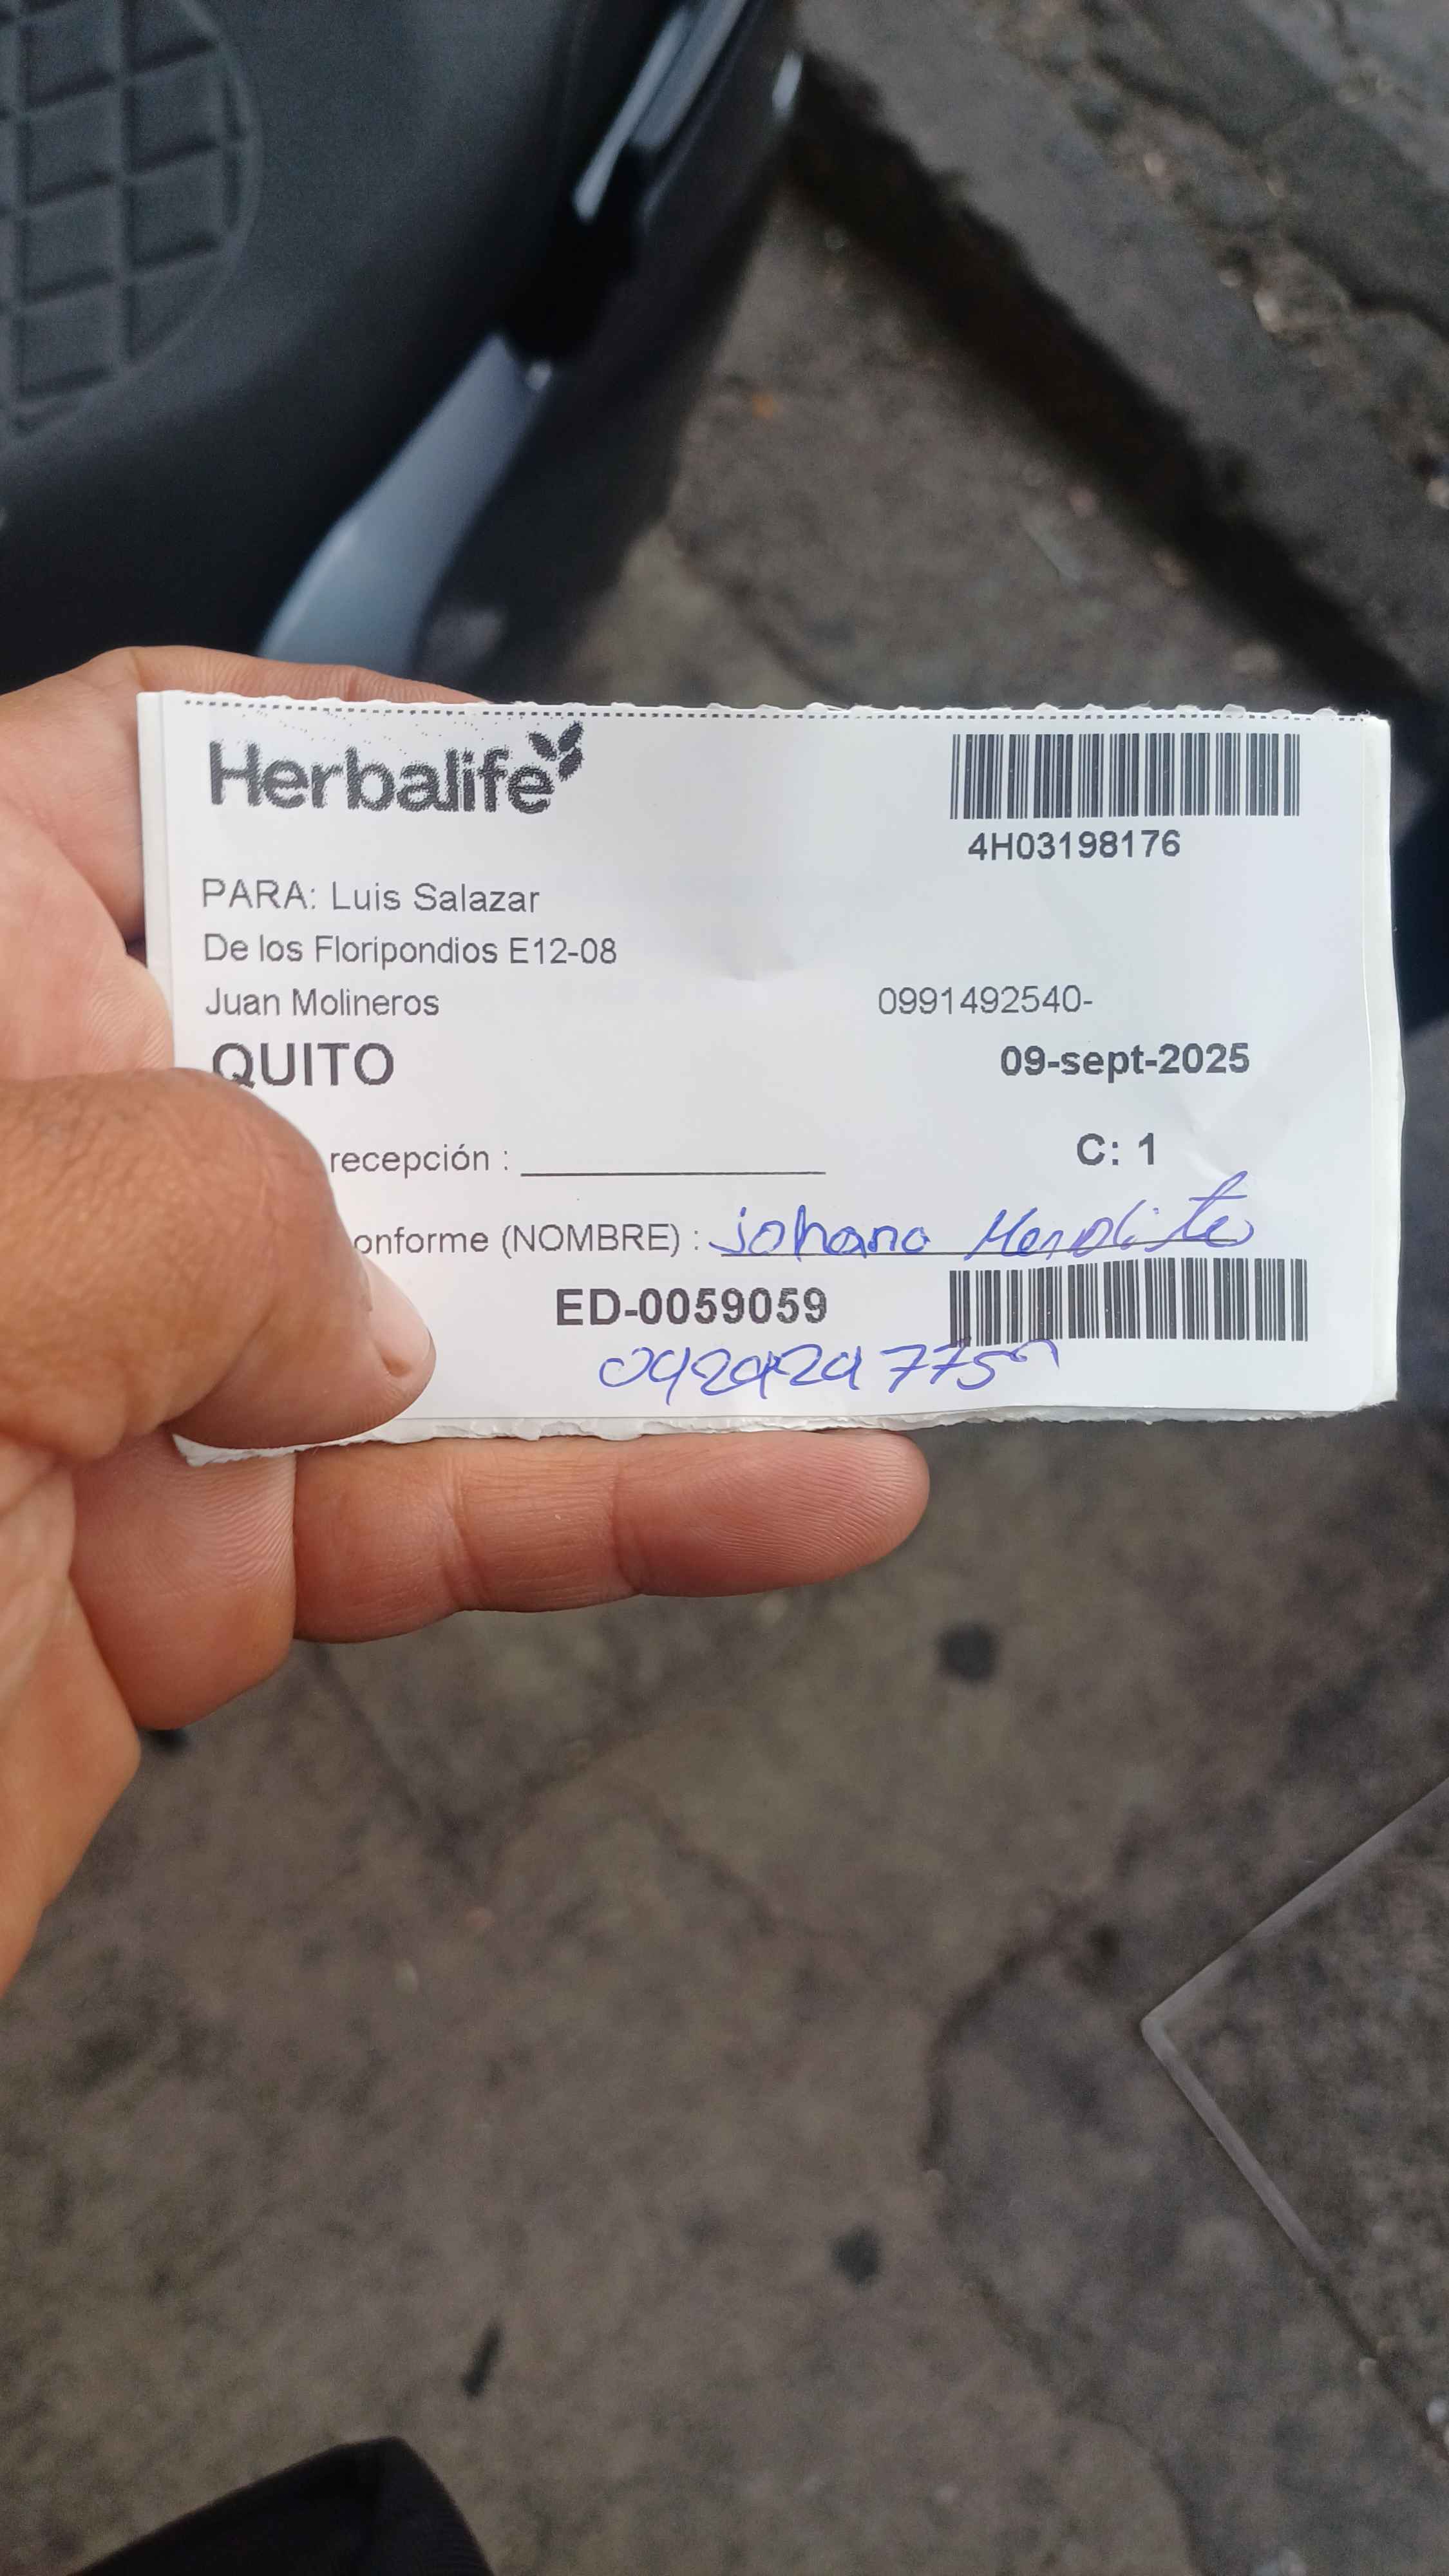 Herbalife
4H03198176
PARA: Luis Salazar
De los Floripondios E12-08
Juan Molineros 0991492540-
QUITO 09-sept-2025
recepción : C: 1
onforme (NOMBRE) : johana
ED-0059059